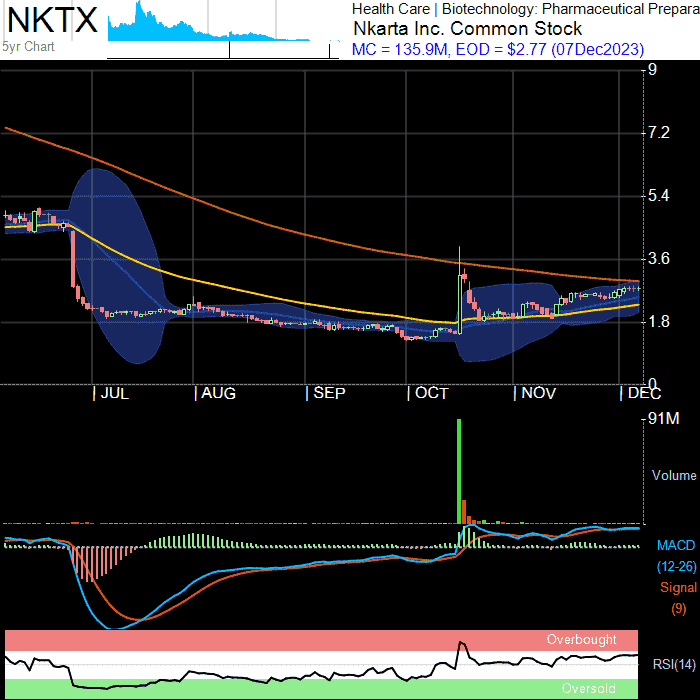 NKTX
5yr Chart
Health Care | Biotechnology: Pharmaceutical Prepara
Nkarta Inc. Common Stock
MC = 135.9M, EOD = $2.77 (07Dec2023)
9
7.2
5.4
3.6
1.8
0
| JUL | AUG | SEP | OCT | NOV | DEC
91M
Volume
MACD
(12-26)
Signal
(9)
Overbought
RSI(14)
Oversold